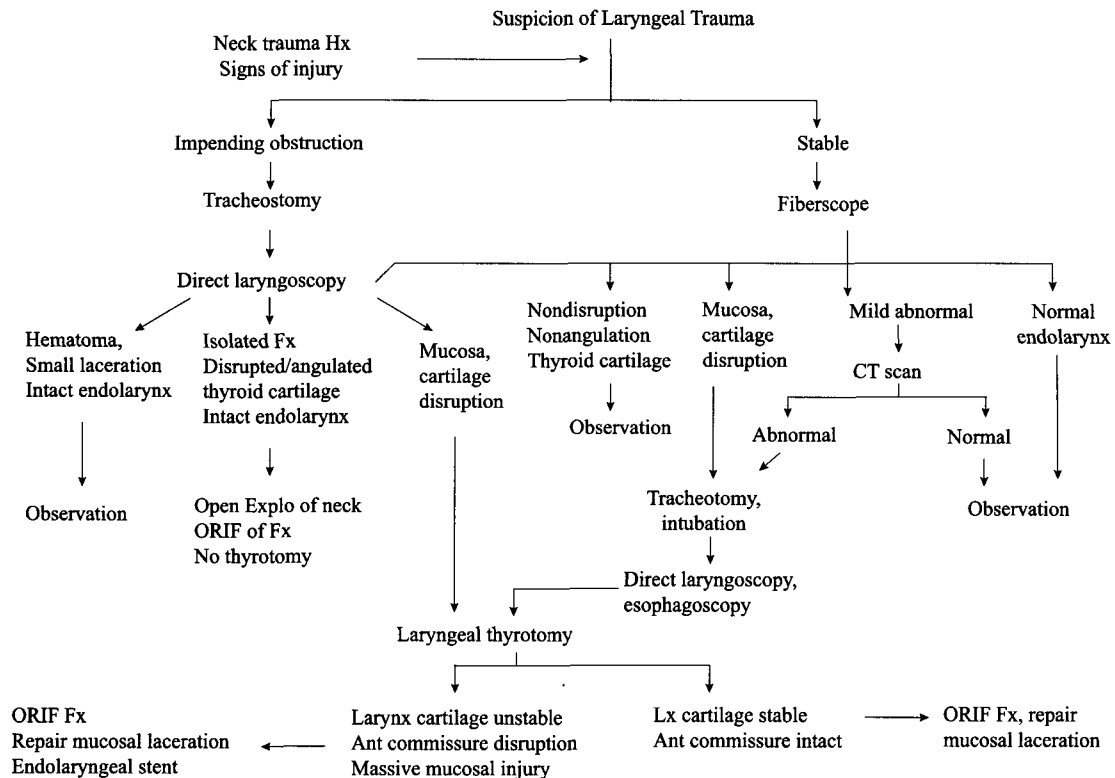 Suspicion of Laryngeal Trauma
Neck trauma Hx
Signs of injury
Impending obstruction
Stable
Tracheostomy
Fiberscope
Direct laryngoscopy
Hematoma,
Small laceration
Intact endolarynx
Isolated Fx
Disrupted/angulated
thyroid cartilage
Intact endolarynx
Mucosa,
cartilage
disruption
Nondisruption
Nonangulation
Thyroid cartilage
Mucosa,
cartilage
disruption
Mild abnormal
Normal
endolarynx
CT scan
Observation
Abnormal
Normal
Observation
Open Explo of neck
ORIF of Fx
No thyrotomy
Tracheotomy,
intubation
Observation
Direct laryngoscopy,
esophagoscopy
Laryngeal thyrotomy
ORIF Fx
Repair mucosal laceration
Endolaryngeal stent
Larynx cartilage unstable
Ant commissure disruption
Massive mucosal injury
Lx cartilage stable
Ant commissure intact
ORIF Fx, repair
mucosal laceration